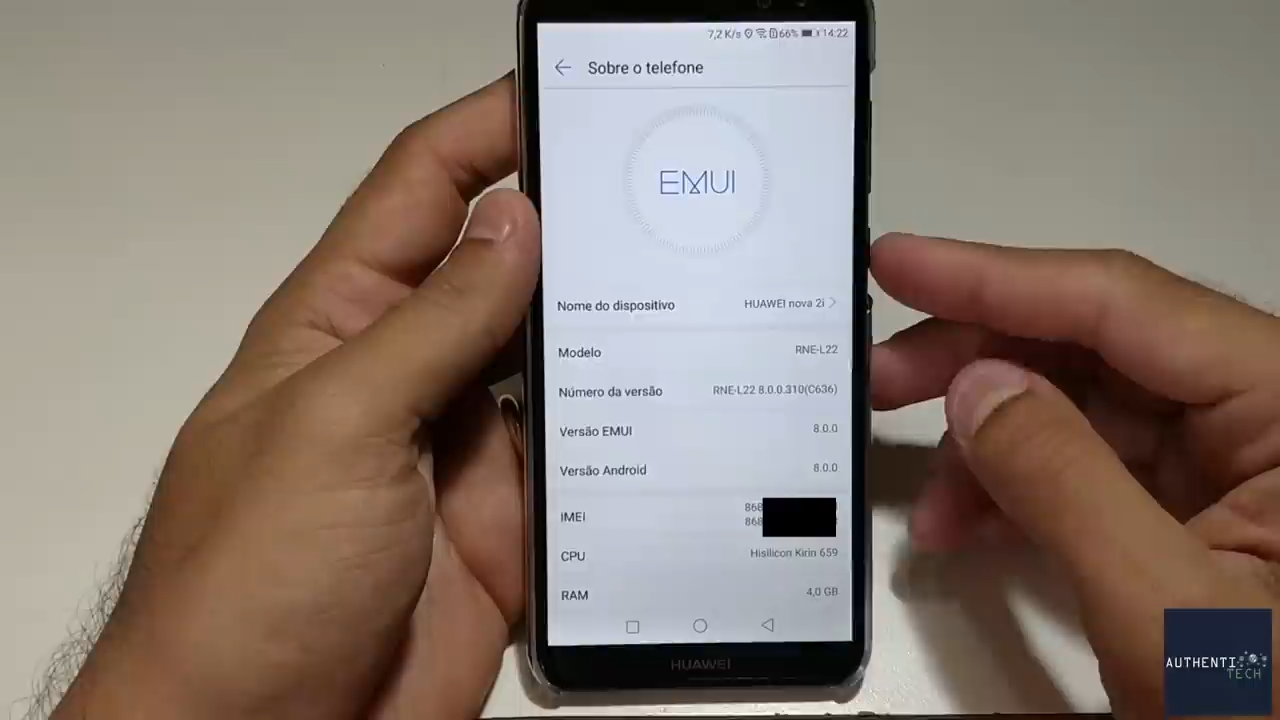 7,2 K/s 66% 14:22
Sobre o telefone
EMUI
Nome do dispositivo HUAWEI nova 2i
Modelo RNE-L22
Número da versão RNE-L22 8.0.0.310(C636)
Versão EMUI 8.0.0
Versão Android 8.0.0
IMEI 868
868
CPU Hisilicon Kirin 659
RAM 4,0 GB
HUAWEI
AUTHENTI
TECH